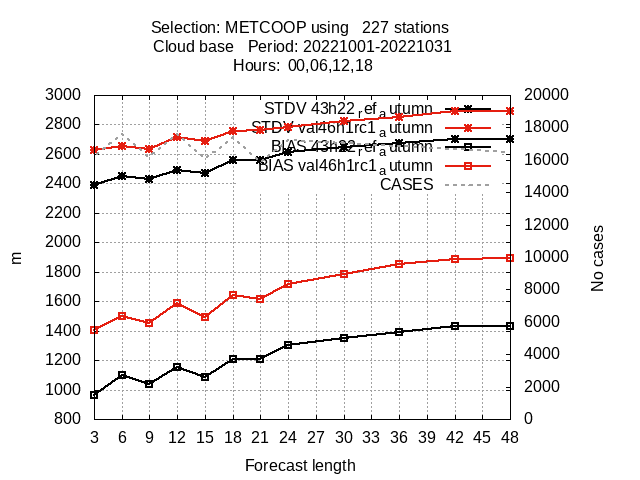 Selection: METCOOP using 227 stations
Cloud base Period: 20221001-20221031
Hours: 00,06,12,18
STDV 43h22_ref_autumn
STDV val46h1rc1_autumn
BIAS 43h22_ref_autumn
BIAS val46h1rc1_autumn
CASES
3000
2800
2600
2400
2200
2000
1800
1600
1400
1200
1000
800
m
20000
18000
16000
14000
12000
10000
8000
6000
4000
2000
0
No cases
3 6 9 12 15 18 21 24 27 30 33 36 39 42 45 48
Forecast length